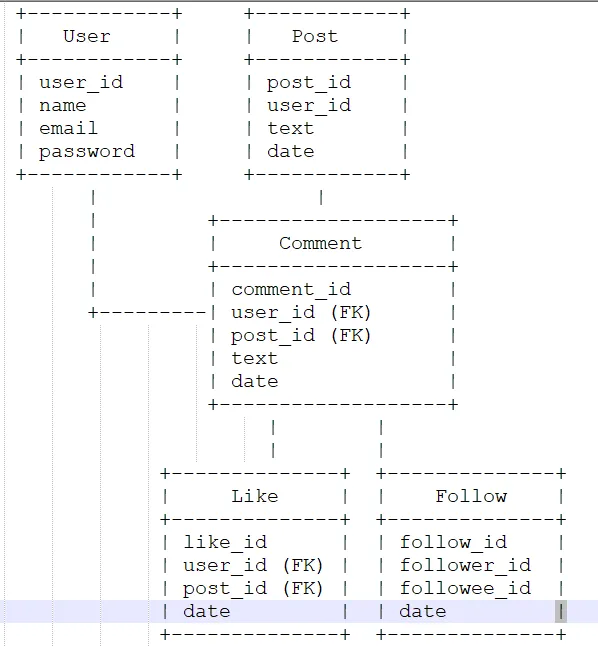 User Post
user_id post_id
name user_id
email text
password date
Comment
comment_id
user_id (FK)
post_id (FK)
text
date
Like Follow
like_id follow_id
user_id (FK) follower_id
post_id (FK) followee_id
date date